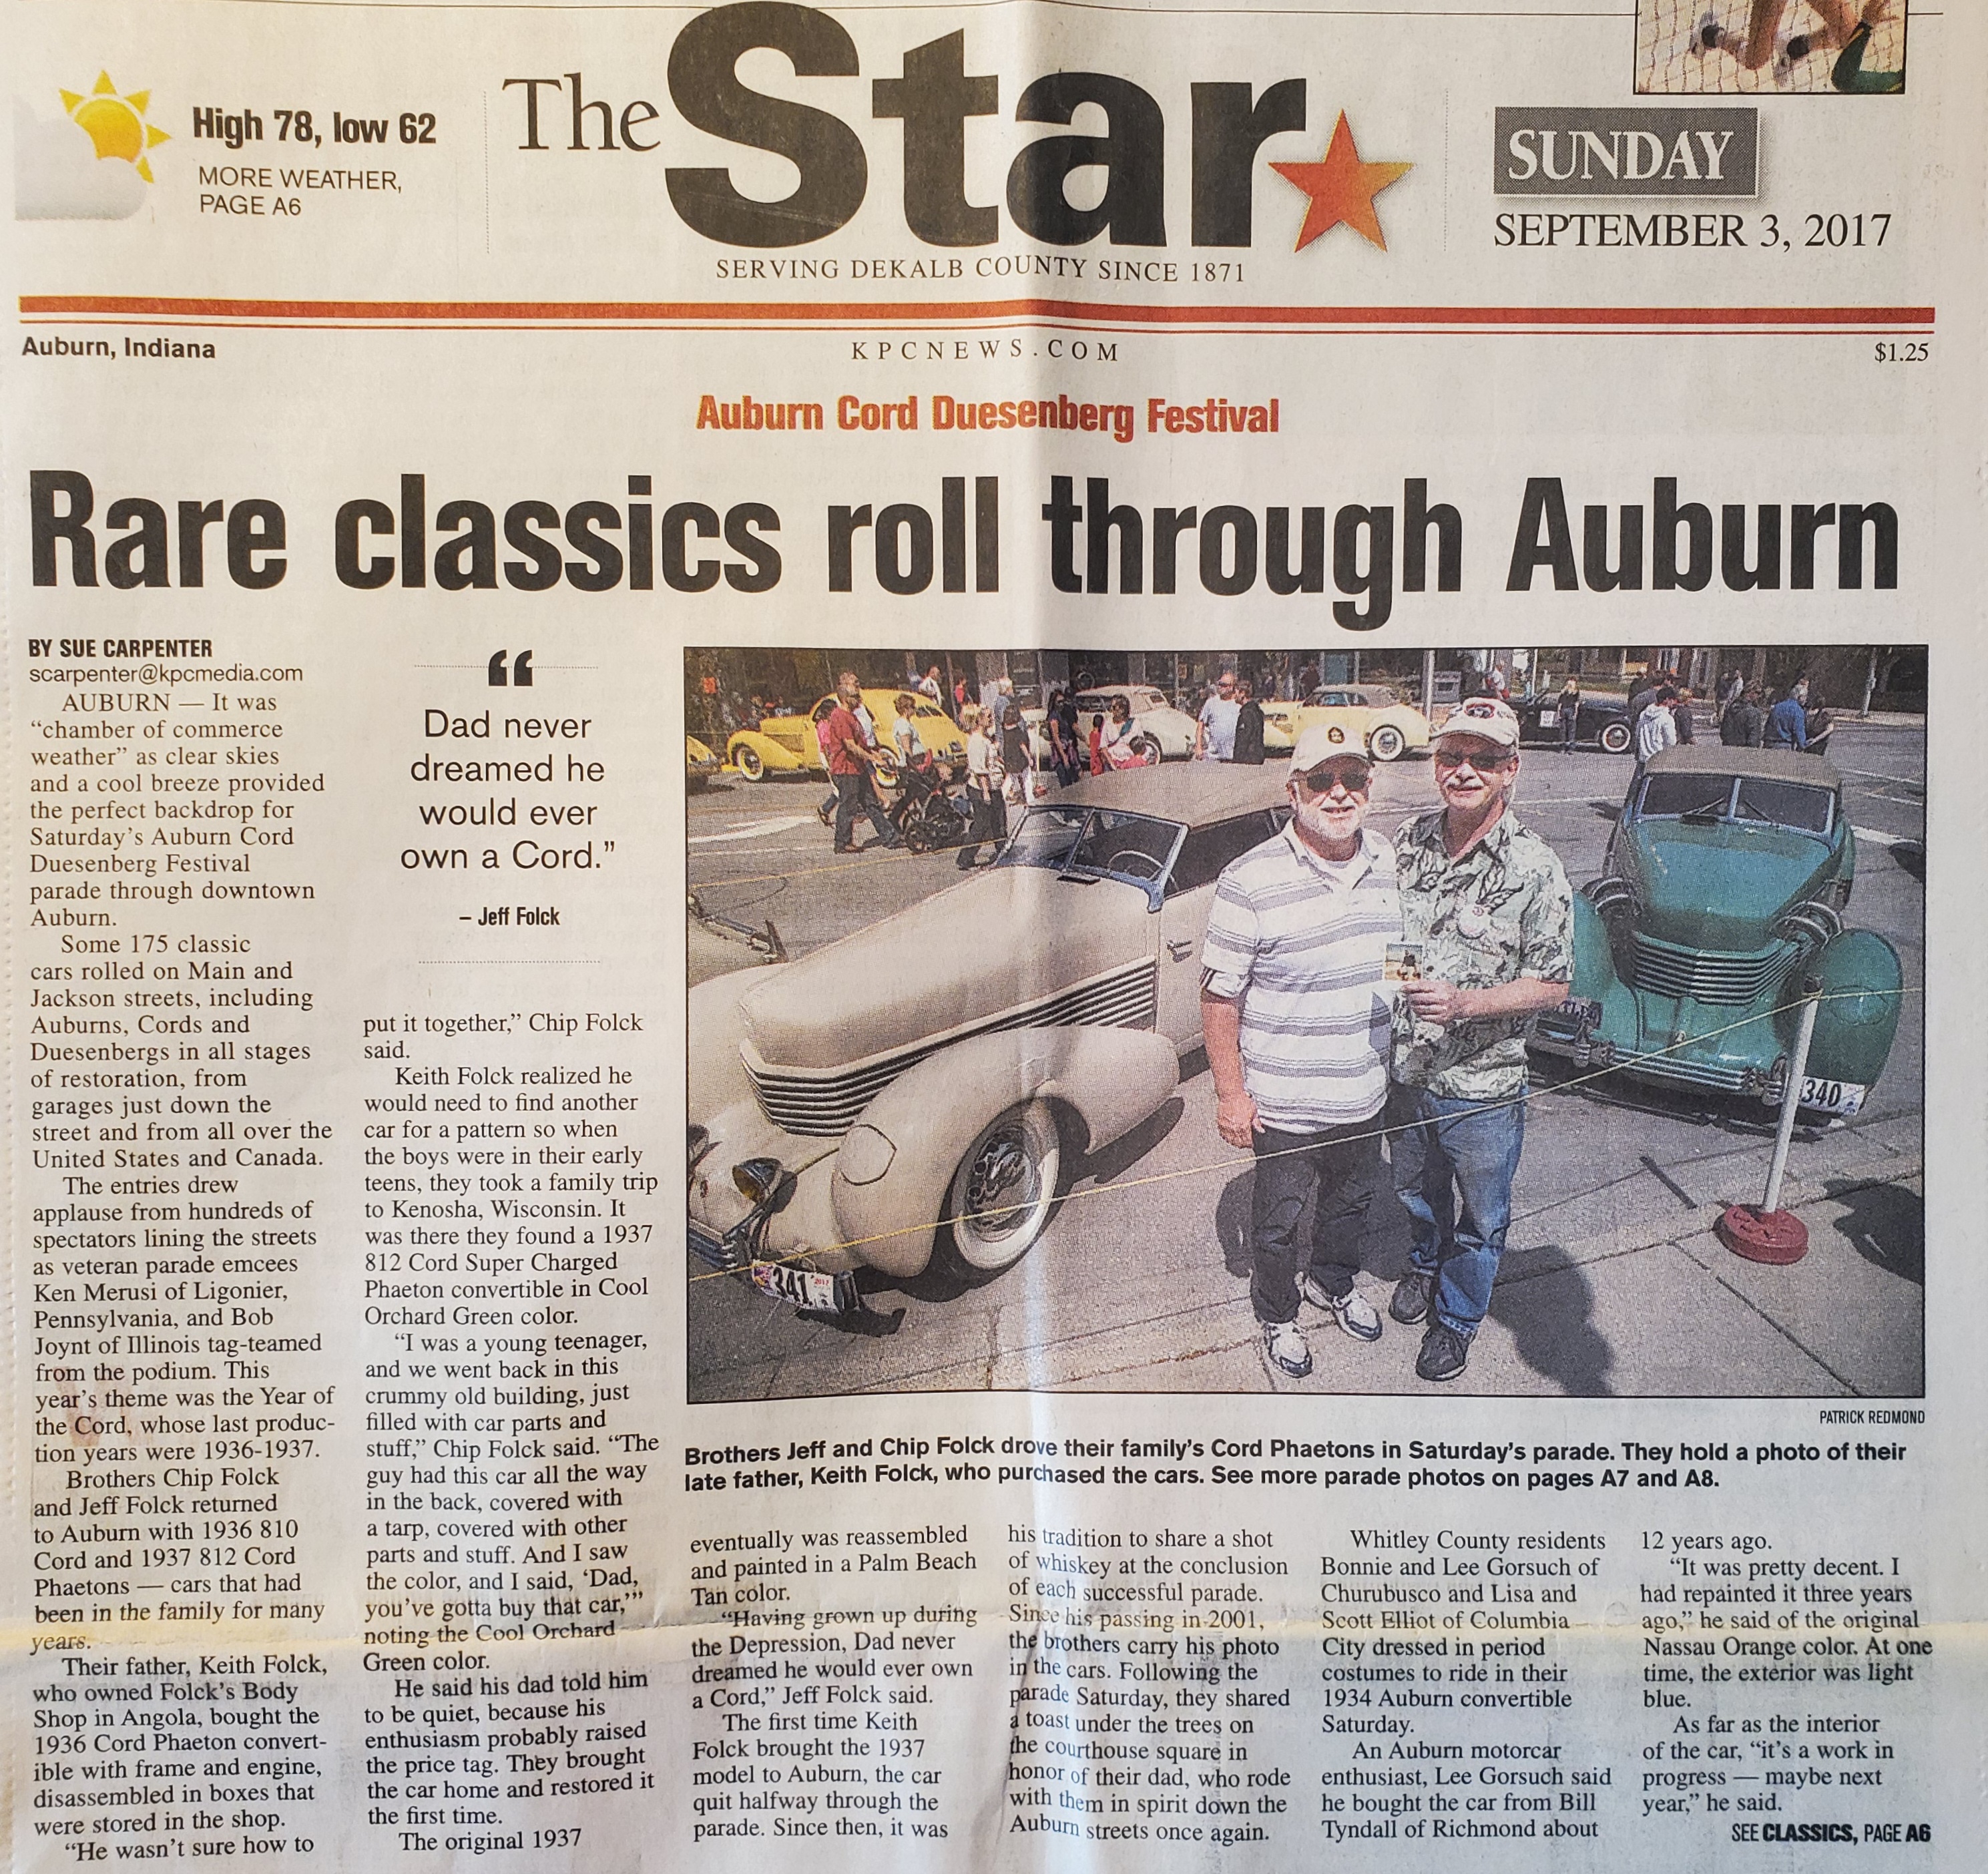 High 78, low 62
MORE WEATHER,
PAGE A6
The Star
SERVING DEKALB COUNTY SINCE 1871
SUNDAY
SEPTEMBER 3, 2017
Auburn, Indiana
KPCNEWS.COM
$1.25
Auburn Cord Duesenberg Festival
Rare classics roll through Auburn
BY SUE CARPENTER
scarpenter@kpcmedia.com
AUBURN — It was
“chamber of commerce
weather” as clear skies
and a cool breeze provided
the perfect backdrop for
Saturday’s Auburn Cord
Duesenberg Festival
parade through downtown
Auburn.
Some 175 classic
cars rolled on Main and
Jackson streets, including
Auburns, Cords and
Duesenbergs in all stages
of restoration, from
garages just down the
street and from all over the
United States and Canada.
The entries drew
applause from hundreds of
spectators lining the streets
as veteran parade emcees
Ken Merusi of Ligonier,
Pennsylvania, and Bob
Joynt of Illinois tag-teamed
from the podium. This
year’s theme was the Year of
the Cord, whose last produc-
tion years were 1936-1937.
Brothers Chip Folck
and Jeff Folck returned
to Auburn with 1936 810
Cord and 1937 812 Cord
Phaetons — cars that had
been in the family for many
years.
Their father, Keith Folck,
who owned Folck’s Body
Shop in Angola, bought the
1936 Cord Phaeton convert-
ible with frame and engine,
disassembled in boxes that
were stored in the shop.
“He wasn’t sure how to
“
Dad never
dreamed he
would ever
own a Cord.”
– Jeff Folck
put it together,” Chip Folck
said.
Keith Folck realized he
would need to find another
car for a pattern so when
the boys were in their early
teens, they took a family trip
to Kenosha, Wisconsin. It
was there they found a 1937
812 Cord Super Charged
Phaeton convertible in Cool
Orchard Green color.
“I was a young teenager,
and we went back in this
crummy old building, just
filled with car parts and
stuff,” Chip Folck said. “The
guy had this car all the way
in the back, covered with
a tarp, covered with other
parts and stuff. And I saw
the color, and I said, ‘Dad,
you’ve gotta buy that car,’”
noting the Cool Orchard
Green color.
He said his dad told him
to be quiet, because his
enthusiasm probably raised
the price tag. They brought
the car home and restored it
the first time.
The original 1937
341
340
PATRICK REDMOND
Brothers Jeff and Chip Folck drove their family’s Cord Phaetons in Saturday’s parade. They hold a photo of their
late father, Keith Folck, who purchased the cars. See more parade photos on pages A7 and A8.
eventually was reassembled
and painted in a Palm Beach
Tan color.
“Having grown up during
the Depression, Dad never
dreamed he would ever own
a Cord,” Jeff Folck said.
The first time Keith
Folck brought the 1937
model to Auburn, the car
quit halfway through the
parade. Since then, it was
his tradition to share a shot
of whiskey at the conclusion
of each successful parade.
Since his passing in 2001,
the brothers carry his photo
in the cars. Following the
parade Saturday, they shared
a toast under the trees on
the courthouse square in
honor of their dad, who rode
with them in spirit down the
Auburn streets once again.
Whitley County residents
Bonnie and Lee Gorsuch of
Churubusco and Lisa and
Scott Elliot of Columbia
City dressed in period
costumes to ride in their
1934 Auburn convertible
Saturday.
An Auburn motorcar
enthusiast, Lee Gorsuch said
he bought the car from Bill
Tyndall of Richmond about
12 years ago.
“It was pretty decent. I
had repainted it three years
ago,” he said of the original
Nassau Orange color. At one
time, the exterior was light
blue.
As far as the interior
of the car, “it’s a work in
progress — maybe next
year,” he said.
SEE CLASSICS, PAGE A6